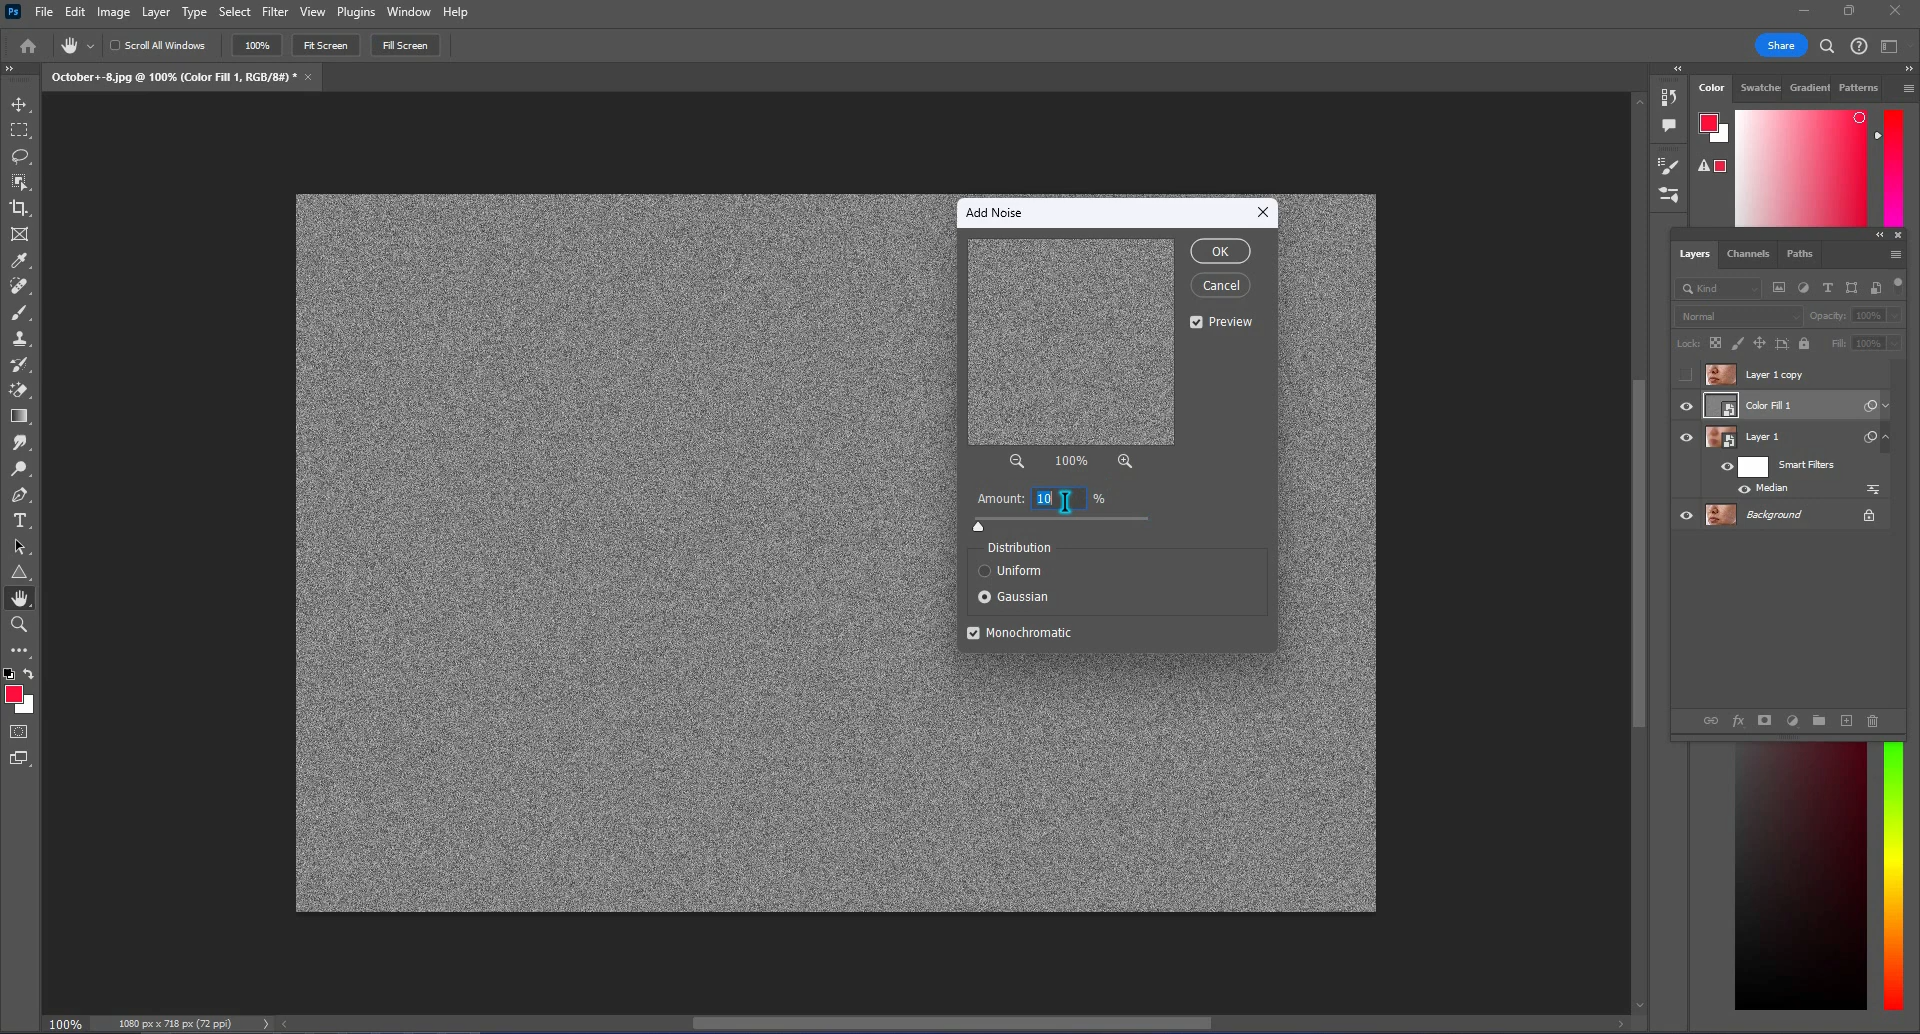 Ps File Edit Image Layer Type Select Filter View Plugins Window Help
Scroll All Windows 100% Fit Screen Fill Screen Share
October+-8.jpg @ 100% (Color Fill 1, RGB/8#) * ×
Color Swatche Gradient Patterns
Add Noise
OK
Cancel
Preview
100%
Amount: 10 %
Distribution
Uniform
Gaussian
Monochromatic
Layers Channels Paths
Kind
Normal Opacity: 100%
Lock: Fill: 100%
Layer 1 copy
Color Fill 1
Layer 1
Smart Filters
Median
Background
100% 1080 px x 718 px (72 ppi)